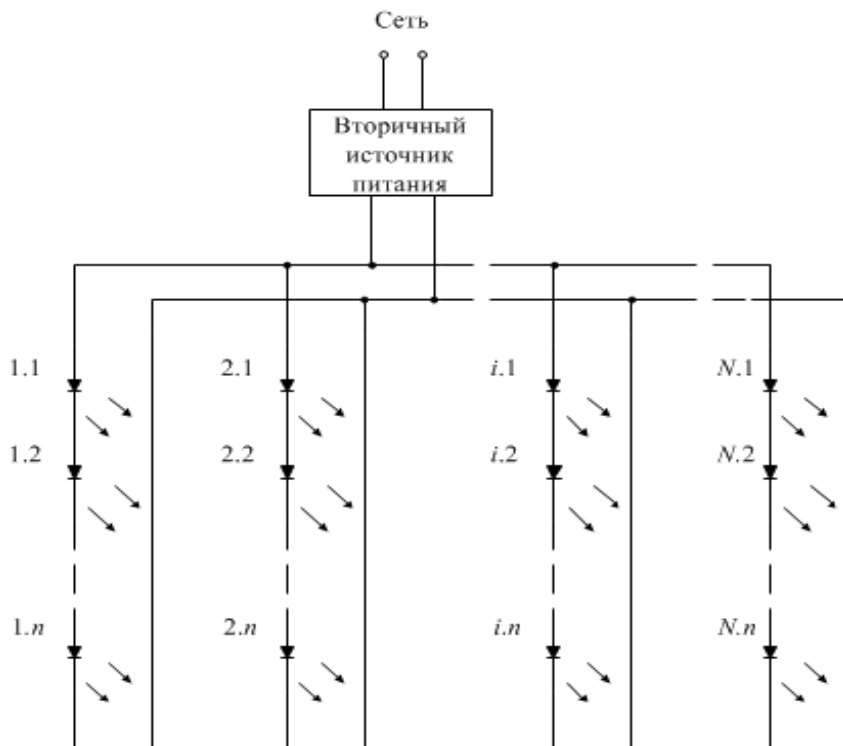 Сеть
Вторичный
источник
питания
1.1 2.1 i.1 N.1
1.2 2.2 i.2 N.2
1.n 2.n i.n N.n